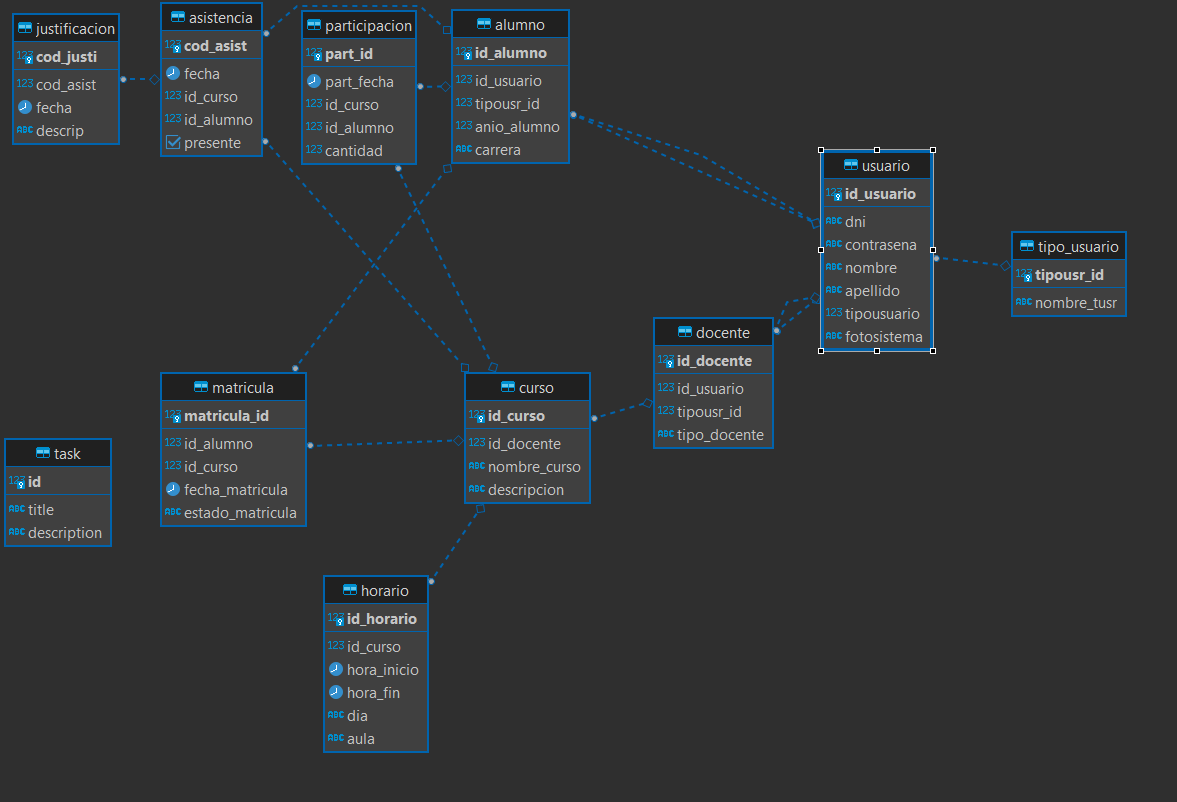 justificacion
123 cod_justi
123 cod_asist
fecha
ABC descrip
asistencia
123 cod_asist
fecha
123 id_curso
123 id_alumno
presente
participacion
123 part_id
part_fecha
123 id_curso
123 id_alumno
123 cantidad
alumno
123 id_alumno
123 id_usuario
123 tipousr_id
123 anio_alumno
ABC carrera
usuario
123 id_usuario
ABC dni
ABC contrasena
ABC nombre
ABC apellido
123 tipousuario
ABC fotosistema
tipo_usuario
123 tipousr_id
ABC nombre_tusr
docente
123 id_docente
123 id_usuario
123 tipousr_id
ABC tipo_docente
matricula
123 matricula_id
123 id_alumno
123 id_curso
fecha_matricula
ABC estado_matricula
curso
123 id_curso
123 id_docente
ABC nombre_curso
ABC descripcion
task
123 id
ABC title
ABC description
horario
123 id_horario
123 id_curso
hora_inicio
hora_fin
ABC dia
ABC aula